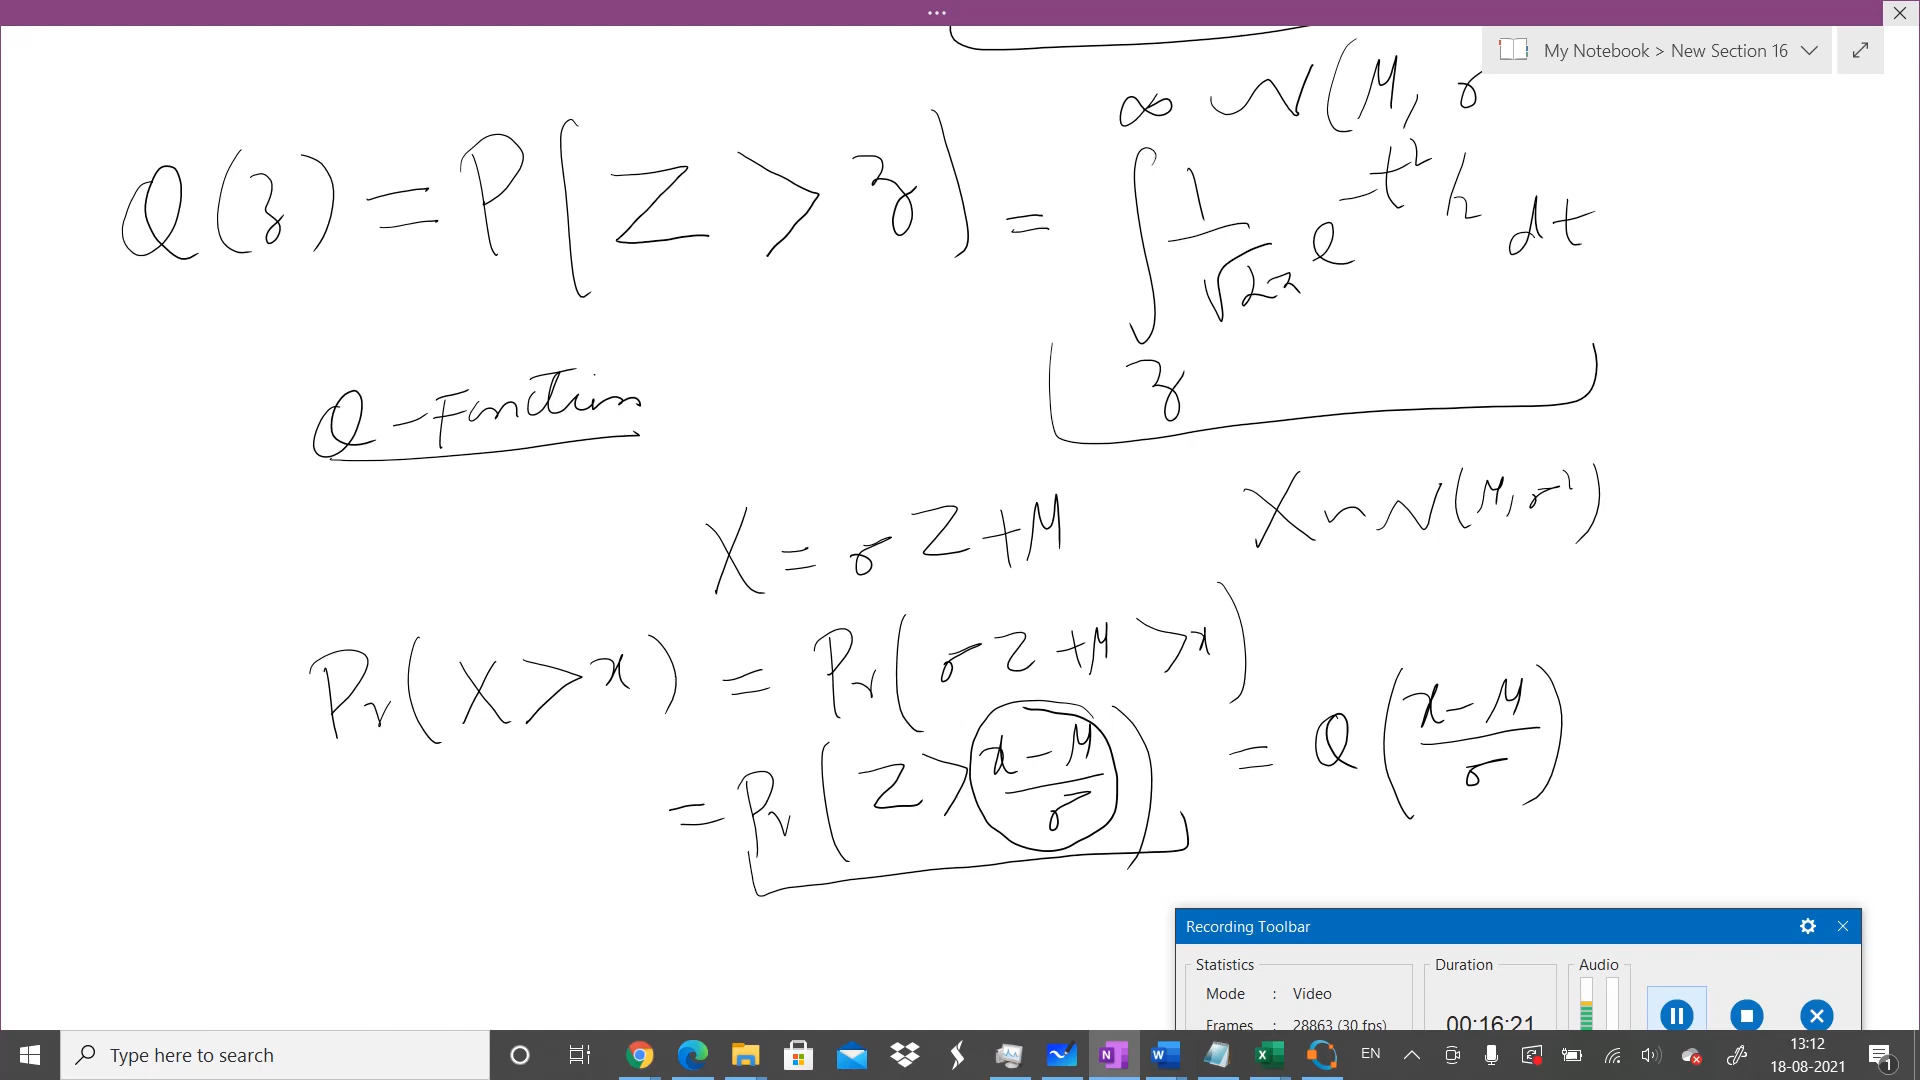 My Notebook > New Section 16
∞ N(μ, σ
Q(z) = P[Z > z] = ∫ 1/√2π e^-t²/2 dt
z
Q-Function
X = σZ+μ X ~ N(μ, σ²)
Pr(X>x) = Pr(σZ+μ >x)
= Pr(Z > x-μ/σ) = Q(x-μ/σ)
Recording Toolbar
Statistics Duration Audio
Mode : Video
Frames : 28863 (30 fps) 00:16:21
Type here to search EN 13:12
18-08-2021 1